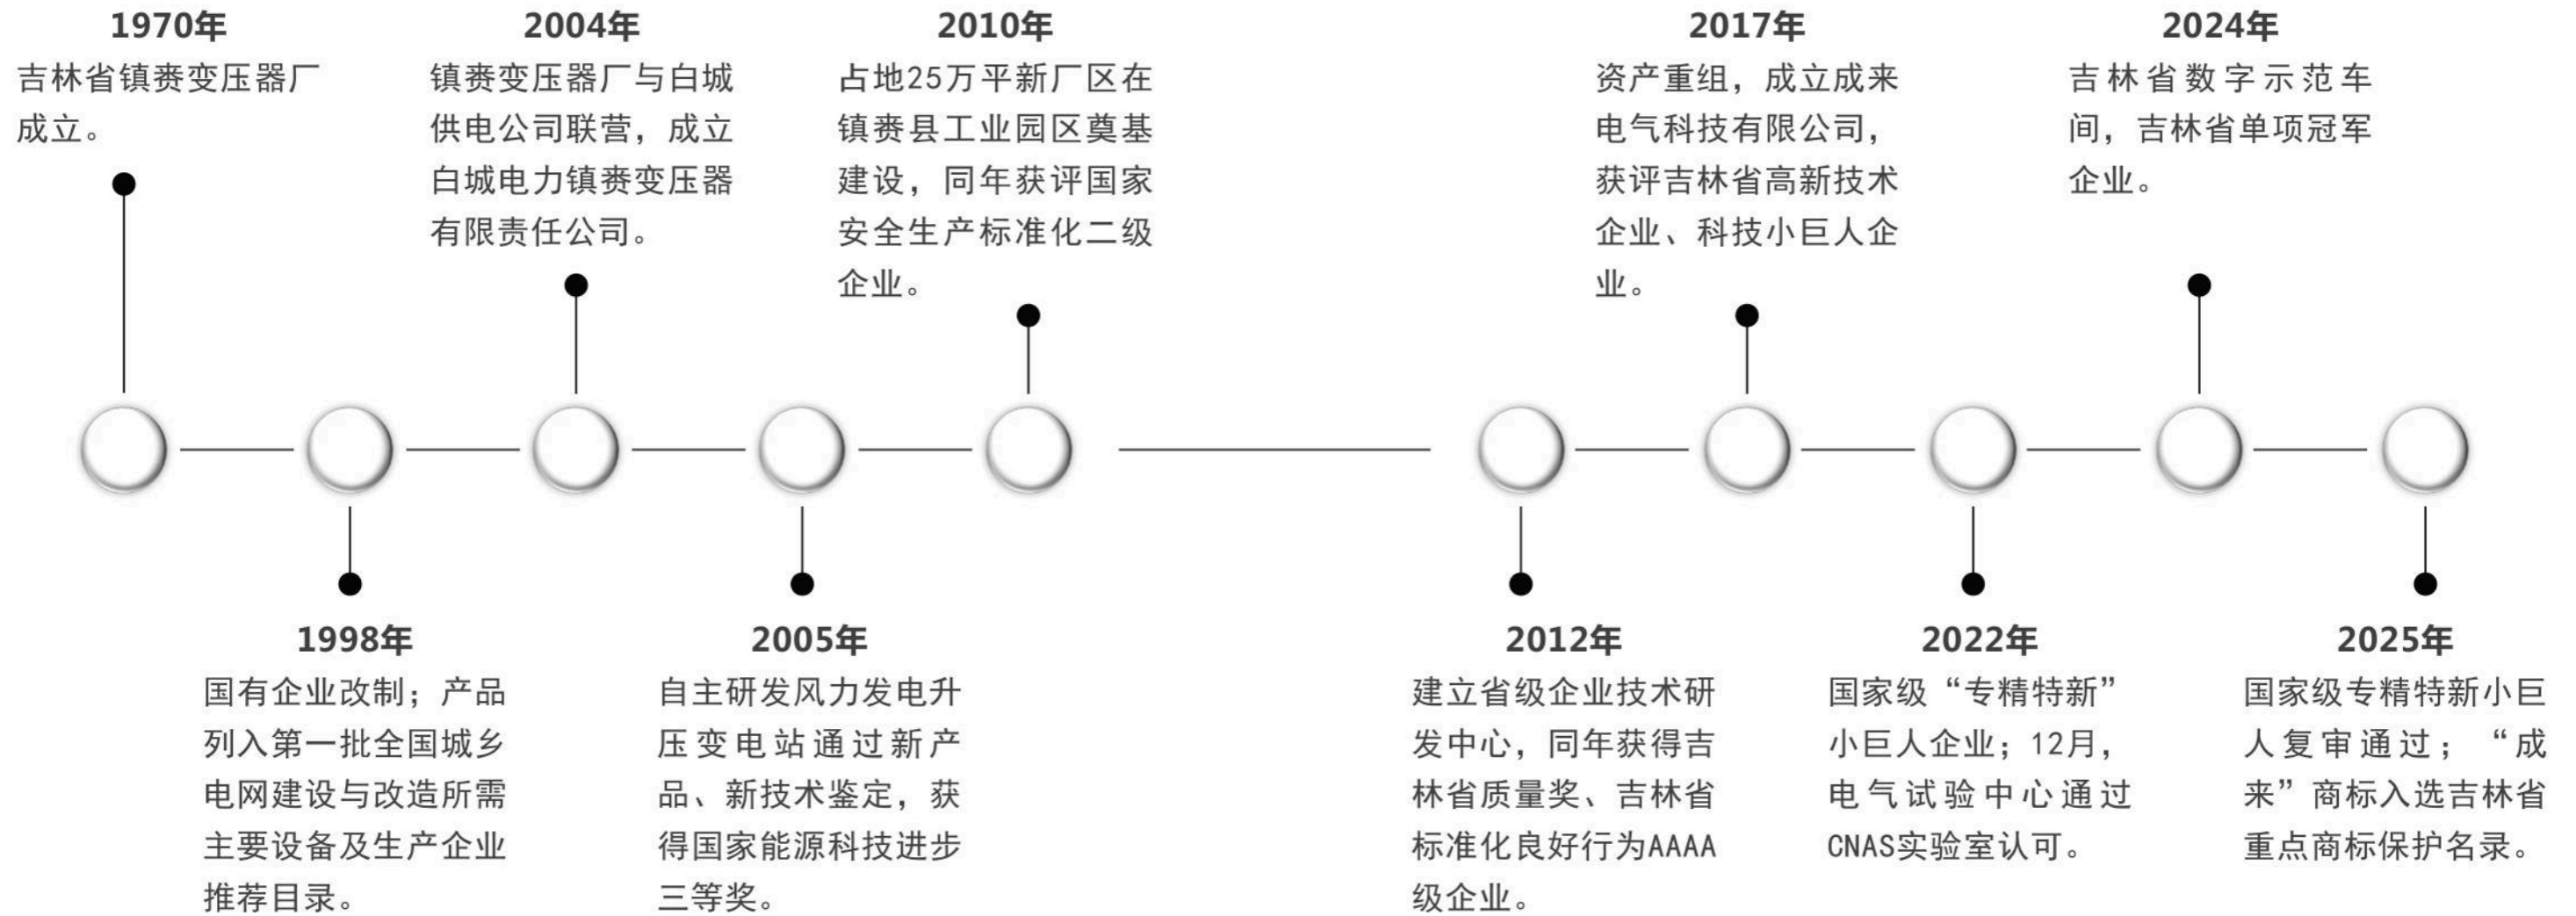 1970年
吉林省镇赉变压器厂
成立。
1998年
国有企业改制；产品
列入第一批全国城乡
电网建设与改造所需
主要设备及生产企业
推荐目录。
2004年
镇赉变压器厂与白城
供电公司联营，成立
白城电力镇赉变压器
有限责任公司。
2005年
自主研发风力发电升
压变电站通过新产
品、新技术鉴定，获
得国家能源科技进步
三等奖。
2010年
占地25万平新厂区在
镇赉县工业园区奠基
建设，同年获评国家
安全生产标准化二级
企业。
2012年
建立省级企业技术研
发中心，同年获得吉
林省质量奖、吉林省
标准化良好行为AAAA
级企业。
2017年
资产重组，成立成来
电气科技有限公司，
获评吉林省高新技术
企业、科技小巨人企
业。
2022年
国家级“专精特新”
小巨人企业；12月，
电气试验中心通过
CNAS实验室认可。
2024年
吉林省数字示范车
间，吉林省单项冠军
企业。
2025年
国家级专精特新小巨
人复审通过；“成
来”商标入选吉林省
重点商标保护名录。